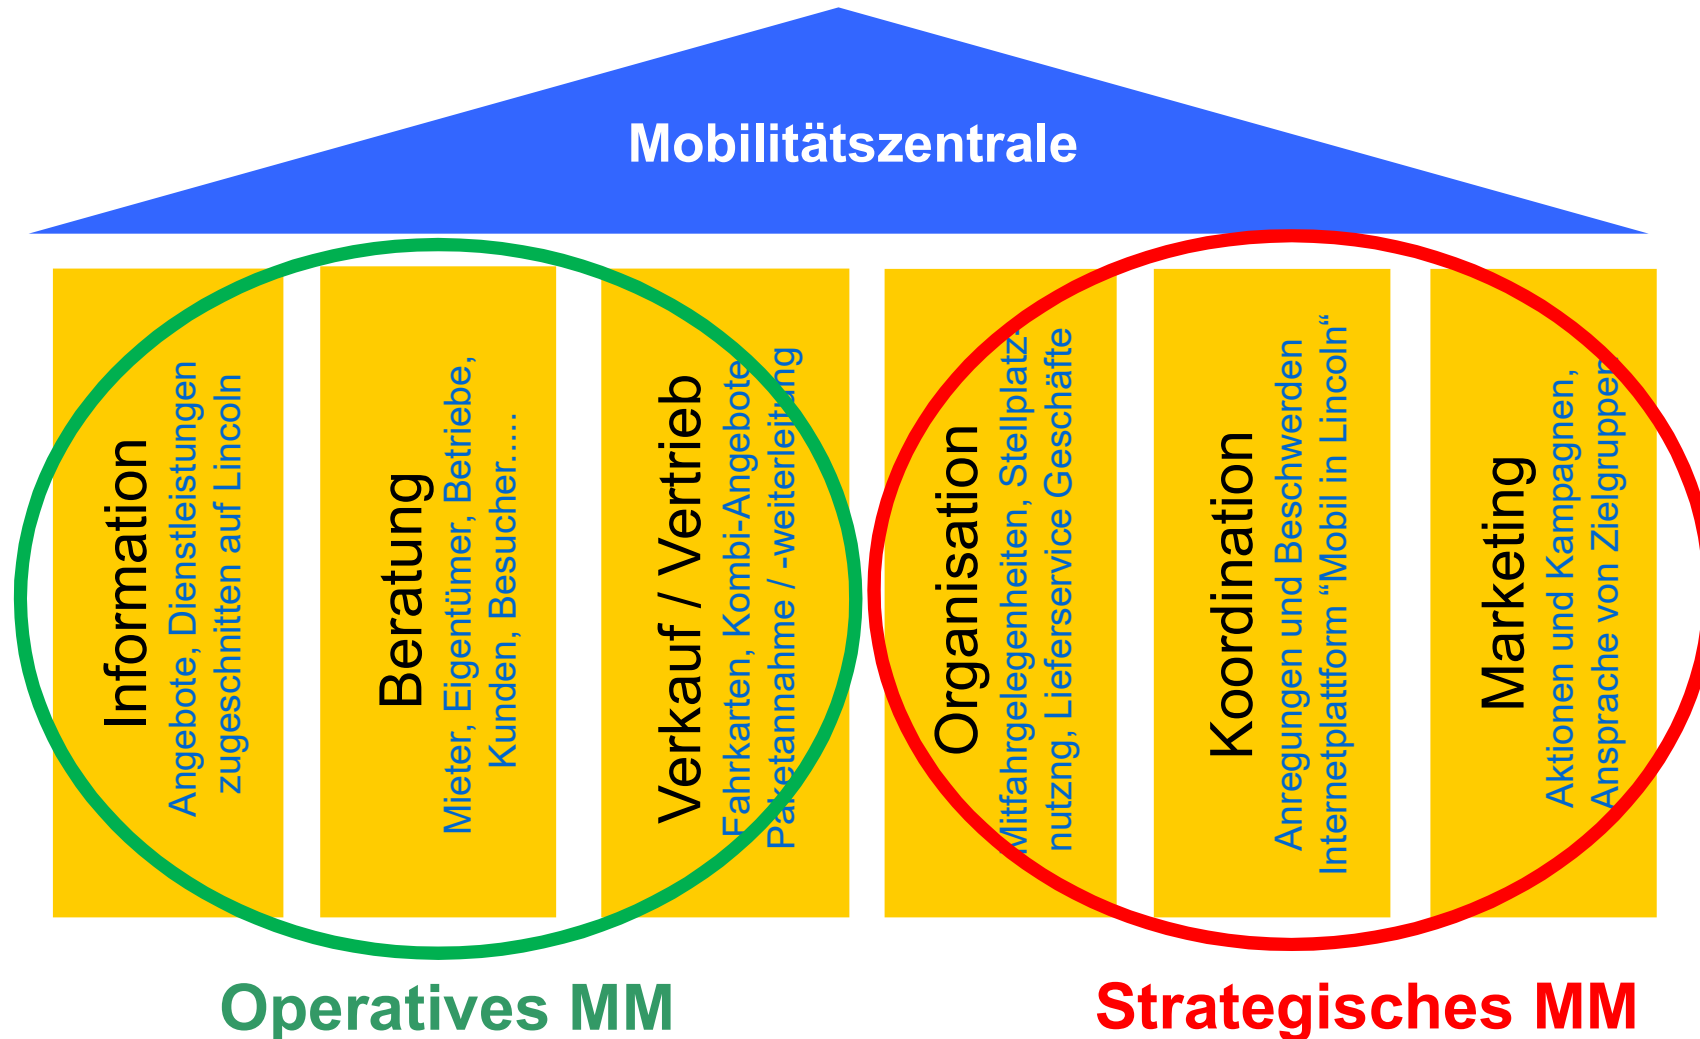 Mobilitätszentrale
Information
Angebote, Dienstleistungen
zugeschnitten auf Lincoln
Beratung
Mieter, Eigentümer, Betriebe,
Kunden, Besucher.....
Verkauf / Vertrieb
Fahrkarten, Kombi-Angebote,
Paketannahme / -weiterleitung
Organisation
Mitfahrgelegenheiten, Stellplatz-
nutzng, Lieferservice Geschäfte
Koordination
Anregungen und Beschwerden
Internetplattform “Mobil in Lincoln“
Marketing
Aktionen und Kampagnen,
Ansprache von Zielgruppen
Operatives MM
Strategisches MM